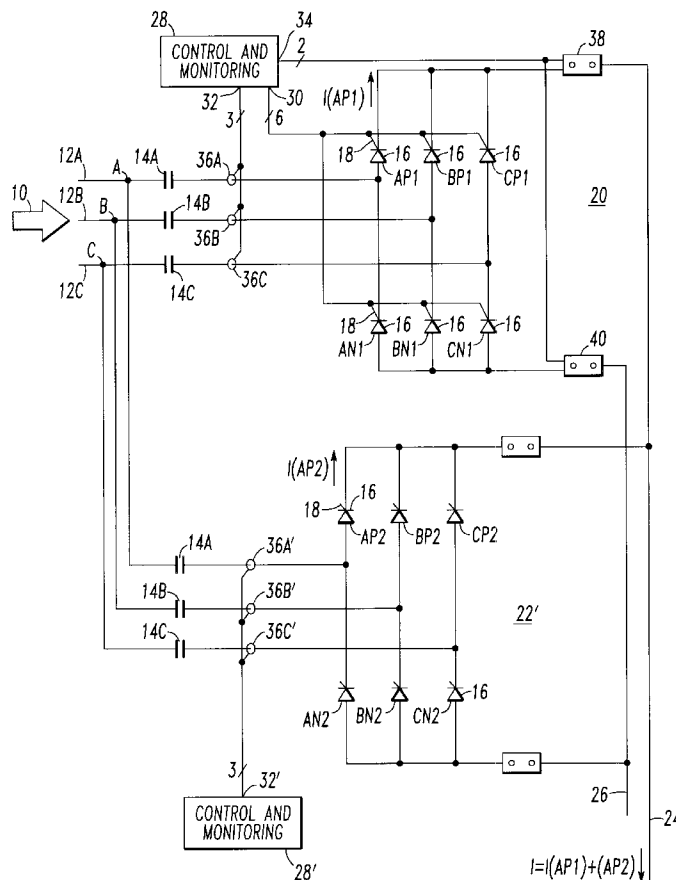 28
CONTROL AND
MONITORING
34
2
38
32
30
3
6
I(AP1)
12A
A
14A
36A
18
16
16
16
AP1
BP1
CP1
10
12B
B
14B
36B
20
12C
C
14C
36C
18
16
16
16
AN1
BN1
CN1
40
I(AP2)
18
16
AP2
BP2
CP2
14A
36A'
14B
36B'
14C
36C'
22'
16
AN2
BN2
CN2
3
32'
26
24
CONTROL AND
MONITORING
28'
I=I(AP1)+(AP2)